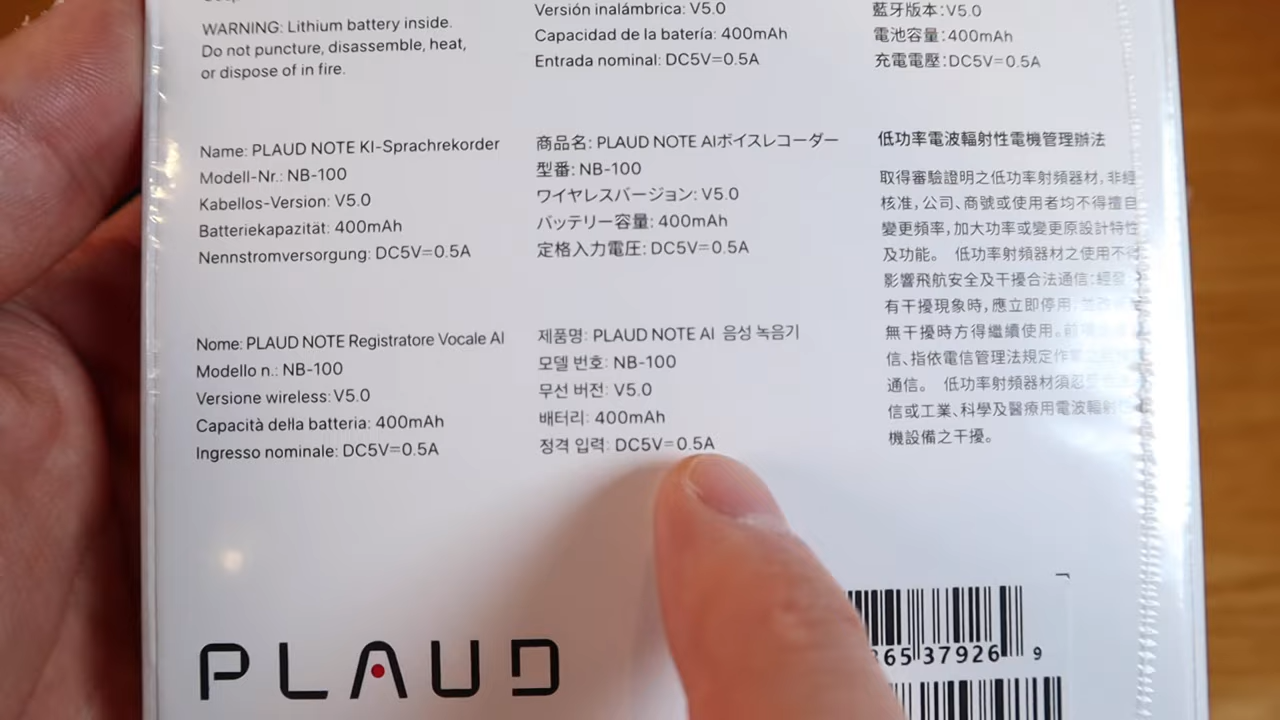 WARNING: Lithium battery inside.
Do not puncture, disassemble, heat,
or dispose of in fire.
Versión inalámbrica: V5.0
Capacidad de la batería: 400mAh
Entrada nominal: DC5V=0.5A
藍牙版本:V5.0
電池容量:400mAh
充電電壓:DC5V=0.5A
Name: PLAUD NOTE KI-Sprachrekorder
Modell-Nr.: NB-100
Kabellos-Version: V5.0
Batteriekapazität: 400mAh
Nennstromversorgung: DC5V=0.5A
商品名: PLAUD NOTE AIボイスレコーダー
型番: NB-100
ワイヤレスバージョン: V5.0
バッテリー容量: 400mAh
定格入力電圧: DC5V=0.5A
低功率電波輻射性電機管理辦法
取得審驗證明之低功率射頻器材,非經
核准,公司、商號或使用者均不得擅自
變更頻率,加大功率或變更原設計特性
及功能。 低功率射頻器材之使用不得
影響飛航安全及干擾合法通信;經發
有干擾現象時,應立即停用,並改
無干擾時方得繼續使用。前
信、指依電信管理法規定作業
通信。 低功率射頻器材須忍
信或工業、科學及醫療用電波輻射
機設備之干擾。
Nome: PLAUD NOTE Registratore Vocale AI
Modello n.: NB-100
Versione wireless: V5.0
Capacità della batteria: 400mAh
Ingresso nominale: DC5V=0.5A
제품명: PLAUD NOTE AI 음성 녹음기
모델 번호: NB-100
무선 버전: V5.0
배터리: 400mAh
정격 입력: DC5V=0.5A
PLAUD
65 37926 9